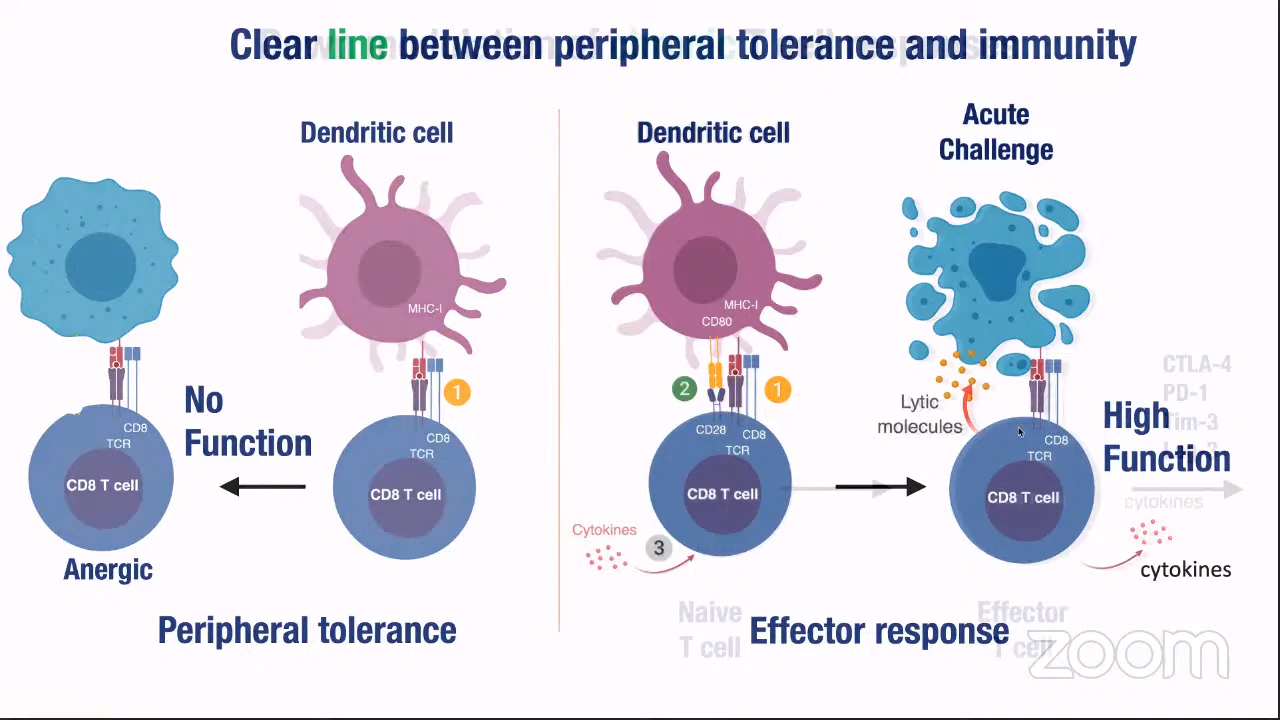 Clear line between peripheral tolerance and immunity
Dendritic cell
MHC-I
1
CD8
TCR
CD8 T cell
No
Function
CD8
TCR
CD8 T cell
Anergic
Peripheral tolerance
Dendritic cell
MHC-I
CD80
2
1
CD28
CD8
TCR
CD8 T cell
Cytokines
3
Acute
Challenge
Lytic
molecules
CD8
TCR
CD8 T cell
High
Function
cytokines
Effector response
CTLA-4
PD-1
Tim-3
cytokines
Naive
T cell
Effector
T cell
zoom